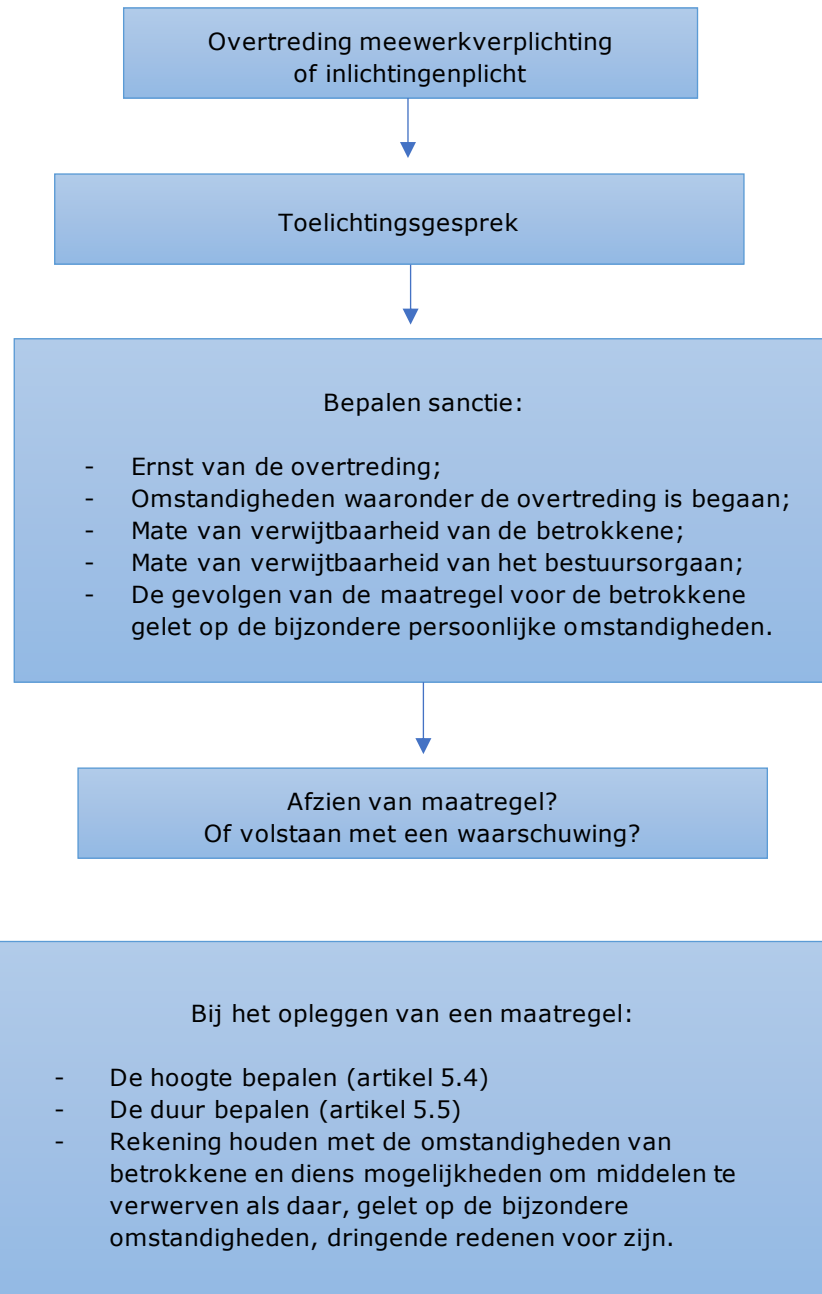 Overtreding meewerkverplichting
of inlichtingenplicht
Toelichtingsgesprek
Bepalen sanctie:
- Ernst van de overtreding;
- Omstandigheden waaronder de overtreding is begaan;
- Mate van verwijtbaarheid van de betrokkene;
- Mate van verwijtbaarheid van het bestuursorgaan;
- De gevolgen van de maatregel voor de betrokkene
gelet op de bijzondere persoonlijke omstandigheden.
Afzien van maatregel?
Of volstaan met een waarschuwing?
Bij het opleggen van een maatregel:
- De hoogte bepalen (artikel 5.4)
- De duur bepalen (artikel 5.5)
- Rekening houden met de omstandigheden van
betrokkene en diens mogelijkheden om middelen te
verwerven als daar, gelet op de bijzondere
omstandigheden, dringende redenen voor zijn.